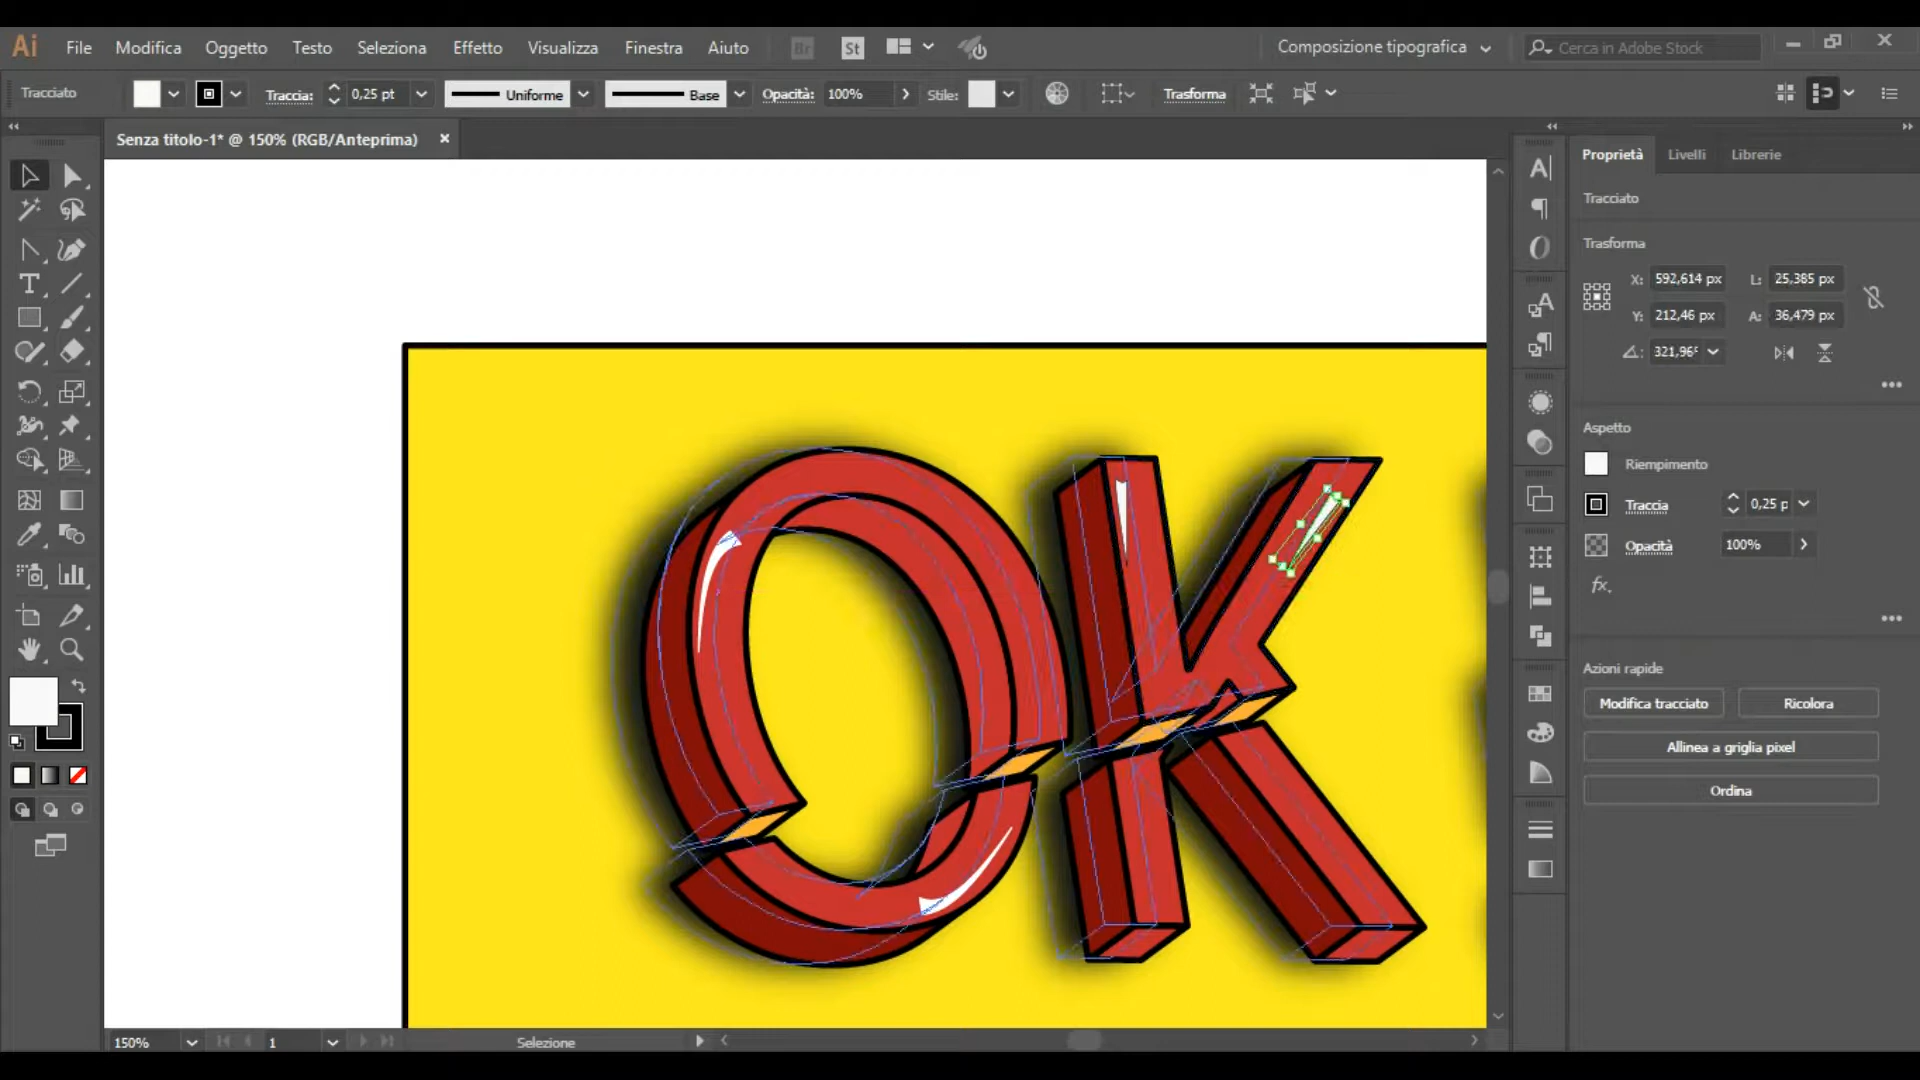 Ai File Modifica Oggetto Testo Seleziona Effetto Visualizza Finestra Aiuto Br St Composizione tipografica Cerca in Adobe Stock
Tracciato Traccia: 0,25 pt Uniforme Base Opacità: 100% Stile: Trasforma
Senza titolo-1* @ 150% (RGB/Anteprima)
Proprietà Livelli Librerie
Tracciato
Trasforma
X: 592,614 px L: 25,385 px
Y: 212,46 px A: 36,479 px
321,96°
Aspetto
Riempimento
Traccia 0,25 p
Opacità 100%
fx.
Azioni rapide
Modifica tracciato Ricolora
Allinea a griglia pixel
Ordina
OK
150% 1 Selezione